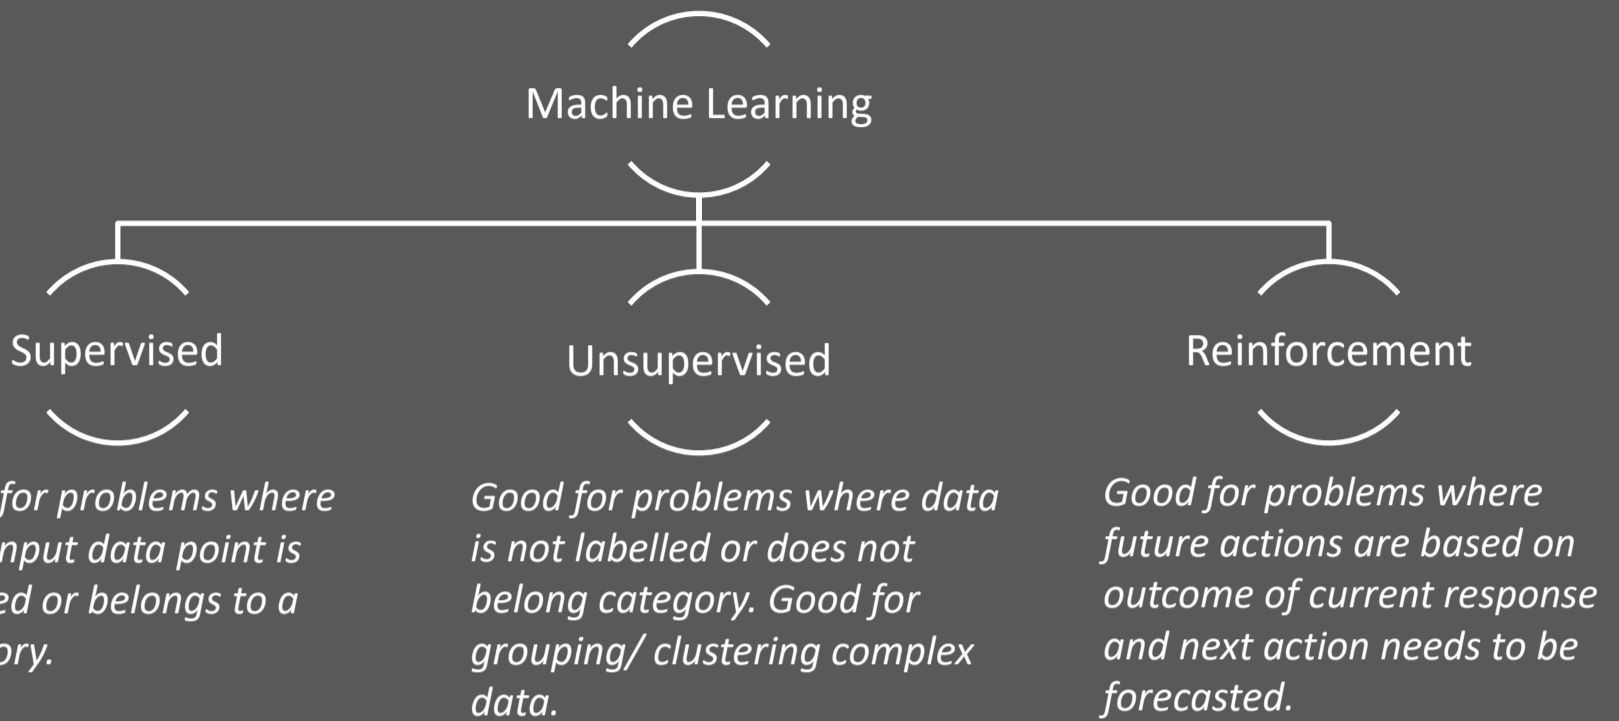 Machine Learning
Supervised
Unsupervised
Reinforcement
for problems where
nput data point is
ed or belongs to a
ory.
Good for problems where data
is not labelled or does not
belong category. Good for
grouping/ clustering complex
data.
Good for problems where
future actions are based on
outcome of current response
and next action needs to be
forecasted.